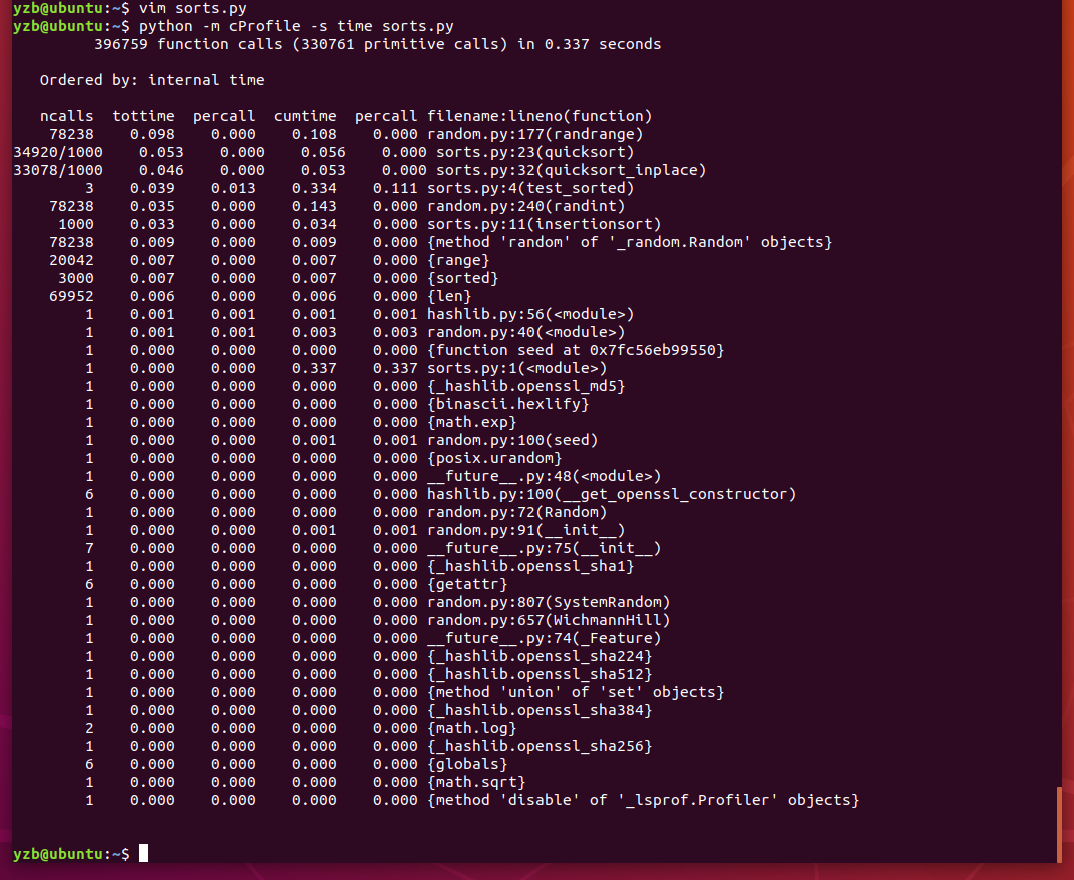 yzb@ubuntu:~$ vim sorts.py
yzb@ubuntu:~$ python -m cProfile -s time sorts.py
         396759 function calls (330761 primitive calls) in 0.337 seconds

   Ordered by: internal time

   ncalls  tottime  percall  cumtime  percall filename:lineno(function)
    78238    0.098    0.000    0.108    0.000 random.py:177(randrange)
34920/1000    0.053    0.000    0.056    0.000 sorts.py:23(quicksort)
33078/1000    0.046    0.000    0.053    0.000 sorts.py:32(quicksort_inplace)
        3    0.039    0.013    0.334    0.111 sorts.py:4(test_sorted)
    78238    0.035    0.000    0.143    0.000 random.py:240(randint)
     1000    0.033    0.000    0.034    0.000 sorts.py:11(insertionsort)
    78238    0.009    0.000    0.009    0.000 {method 'random' of '_random.Random' objects}
    20042    0.007    0.000    0.007    0.000 {range}
     3000    0.007    0.000    0.007    0.000 {sorted}
    69952    0.006    0.000    0.006    0.000 {len}
        1    0.001    0.001    0.001    0.001 hashlib.py:56(<module>)
        1    0.001    0.001    0.003    0.003 random.py:40(<module>)
        1    0.000    0.000    0.000    0.000 {function seed at 0x7fc56eb99550}
        1    0.000    0.000    0.337    0.337 sorts.py:1(<module>)
        1    0.000    0.000    0.000    0.000 {_hashlib.openssl_md5}
        1    0.000    0.000    0.000    0.000 {binascii.hexlify}
        1    0.000    0.000    0.000    0.000 {math.exp}
        1    0.000    0.000    0.001    0.001 random.py:100(seed)
        1    0.000    0.000    0.000    0.000 {posix.urandom}
        1    0.000    0.000    0.000    0.000 __future__.py:48(<module>)
        6    0.000    0.000    0.000    0.000 hashlib.py:100(__get_openssl_constructor)
        1    0.000    0.000    0.000    0.000 random.py:72(Random)
        1    0.000    0.000    0.001    0.001 random.py:91(__init__)
        7    0.000    0.000    0.000    0.000 __future__.py:75(__init__)
        1    0.000    0.000    0.000    0.000 {_hashlib.openssl_sha1}
        6    0.000    0.000    0.000    0.000 {getattr}
        1    0.000    0.000    0.000    0.000 random.py:807(SystemRandom)
        1    0.000    0.000    0.000    0.000 random.py:657(WichmannHill)
        1    0.000    0.000    0.000    0.000 __future__.py:74(_Feature)
        1    0.000    0.000    0.000    0.000 {_hashlib.openssl_sha224}
        1    0.000    0.000    0.000    0.000 {_hashlib.openssl_sha512}
        1    0.000    0.000    0.000    0.000 {method 'union' of 'set' objects}
        1    0.000    0.000    0.000    0.000 {_hashlib.openssl_sha384}
        2    0.000    0.000    0.000    0.000 {math.log}
        1    0.000    0.000    0.000    0.000 {_hashlib.openssl_sha256}
        6    0.000    0.000    0.000    0.000 {globals}
        1    0.000    0.000    0.000    0.000 {math.sqrt}
        1    0.000    0.000    0.000    0.000 {method 'disable' of '_lsprof.Profiler' objects}

yzb@ubuntu:~$